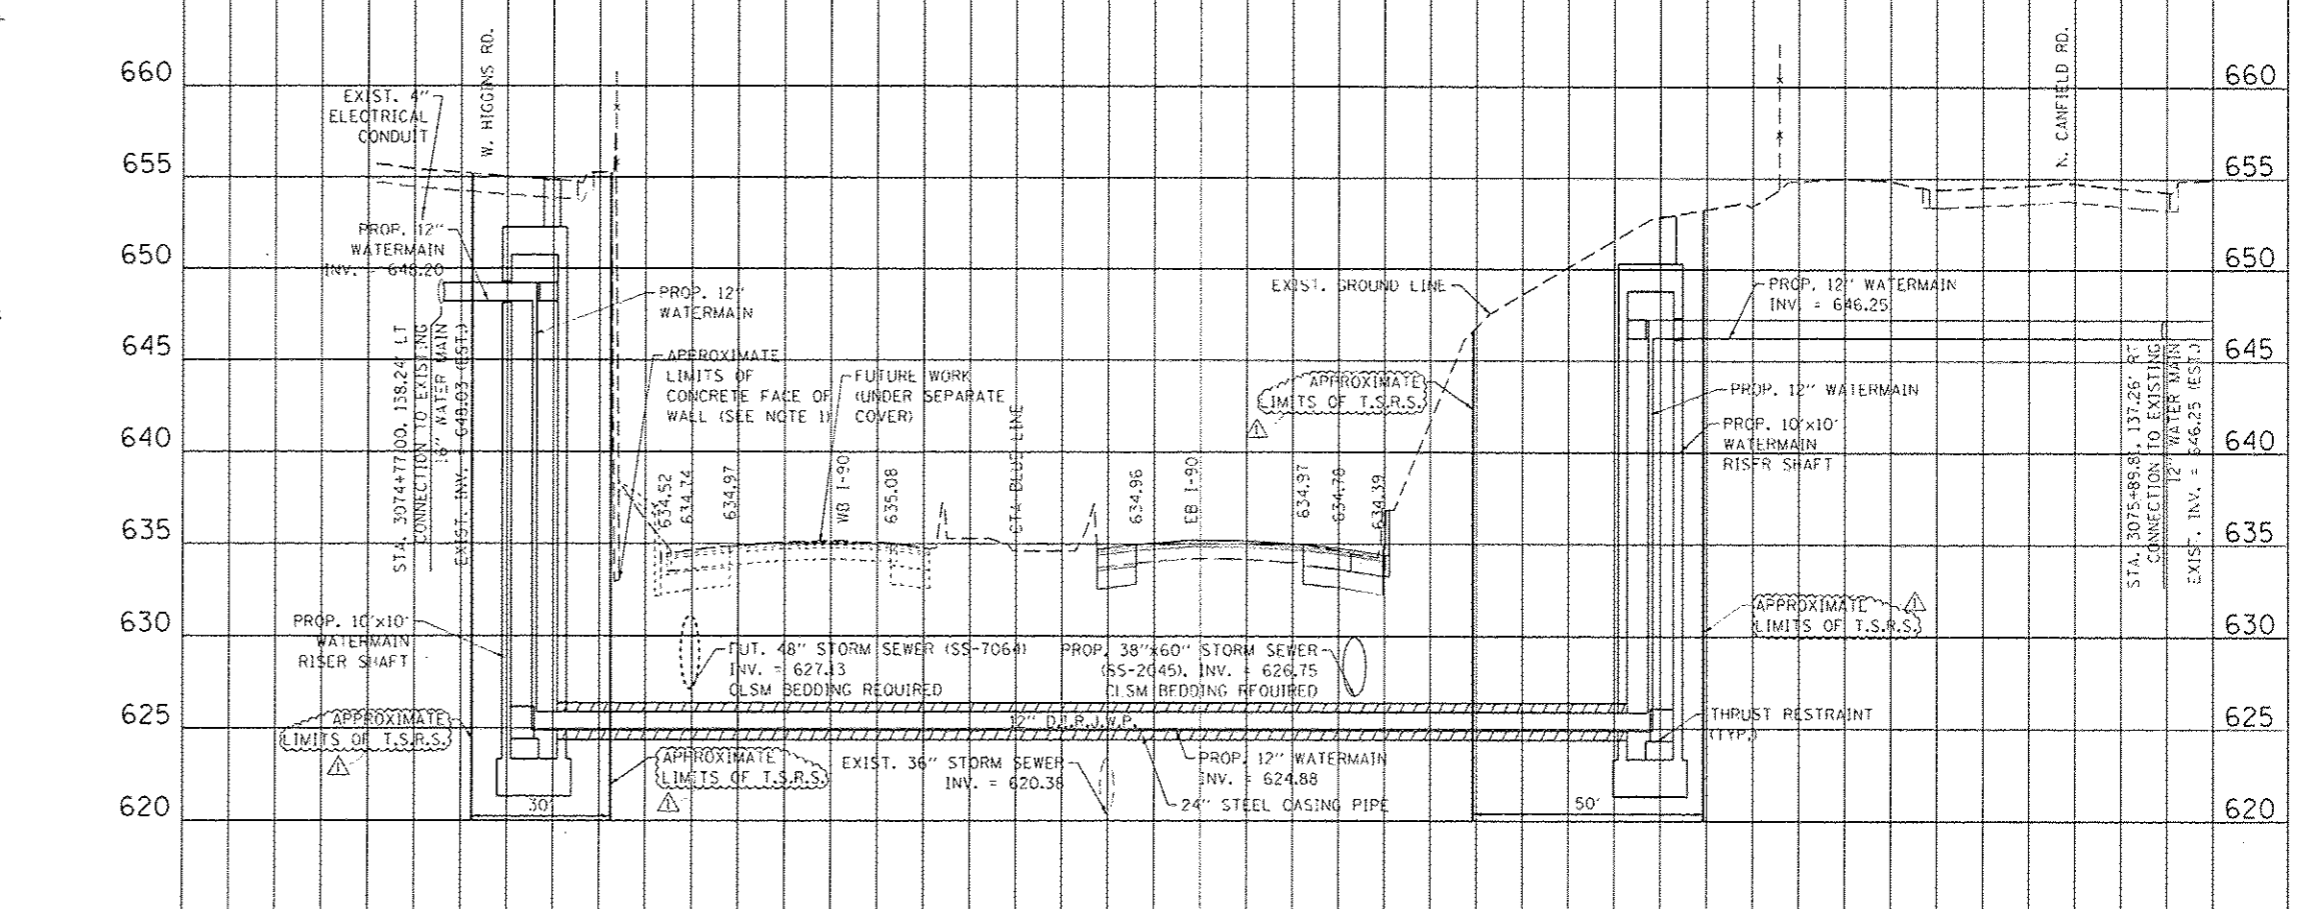 W. HIGGINS RD.
N. CANFIELD RD.
660
660
EXIST. 4"
ELECTRICAL
CONDUIT
655
655
PROP. 12"
WATERMAIN
INV. = 648.20
650
650
PROP. 12"
WATERMAIN
EXIST. GROUND LINE
PROP. 12" WATERMAIN
INV. = 646.25
645
645
STA. 3074+77.00, 138.24' LT
CONNECTION TO EXISTING
16" WATER MAIN
EXIST. INV. = 648.03 (EST.)
APPROXIMATE
LIMITS OF
CONCRETE FACE OF
WALL (SEE NOTE 1)
FUTURE WORK
(UNDER SEPARATE
COVER)
APPROXIMATE
LIMITS OF T.S.R.S.
1
PROP. 12" WATERMAIN
PROP. 10'x10'
WATERMAIN
RISER SHAFT
STA. 3075+89.81, 137.26' RT
CONNECTION TO EXISTING
12" WATER MAIN
EXIST. INV. = 646.25 (EST.)
640
640
634.52
634.74
634.97
WB I-90
635.08
CTA BLUE LINE
634.96
EB I-90
634.97
634.78
634.39
635
635
630
630
PROP. 10'x10'
WATERMAIN
RISER SHAFT
FUT. 48" STORM SEWER (SS-7064)
INV. = 627.13
CLSM BEDDING REQUIRED
PROP. 38"x60" STORM SEWER
(SS-2045), INV. = 626.75
CLSM BEDDING REQUIRED
APPROXIMATE
LIMITS OF T.S.R.S.
1
625
625
APPROXIMATE
LIMITS OF T.S.R.S.
1
12" D.I.R.J.W.P.
THRUST RESTRAINT
(TYP.)
APPROXIMATE
LIMITS OF T.S.R.S.
1
EXIST. 36" STORM SEWER
INV. = 620.38
PROP. 12" WATERMAIN
INV. = 624.88
24" STEEL CASING PIPE
30'
50'
620
620